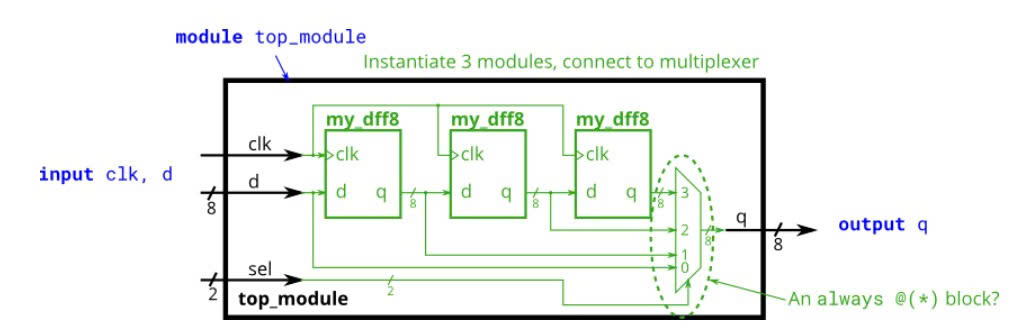 module top_module
Instantiate 3 modules, connect to multiplexer
my_dff8 my_dff8 my_dff8
clk clk clk clk
input clk, d
d d q d q d q 3
8 8 8 8
q output q
2 8 8
1
0
sel
2 2
top_module
An always @(*) block?